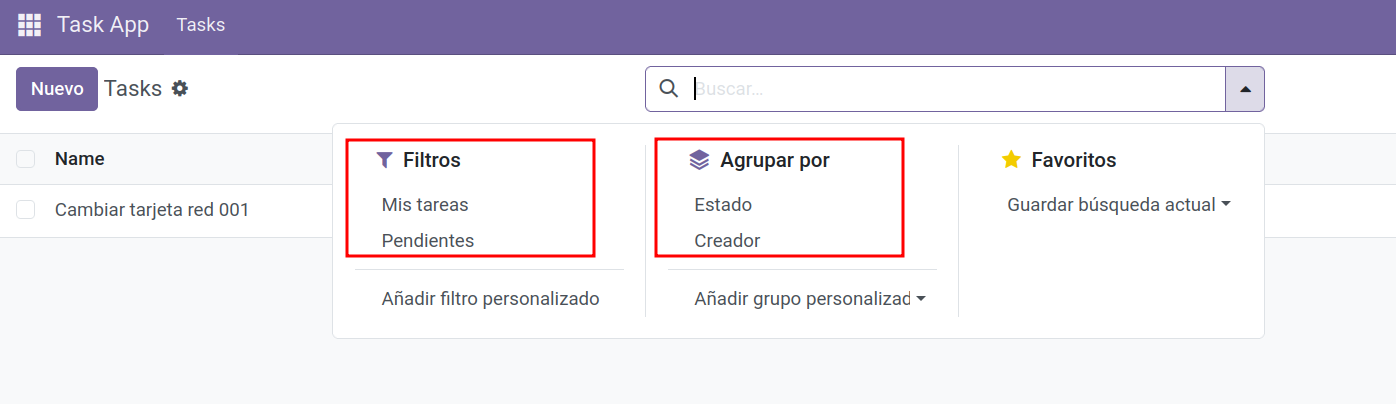 Task App Tasks
Nuevo Tasks Buscar...
Name
Cambiar tarjeta red 001
Filtros
Mis tareas
Pendientes
Añadir filtro personalizado
Agrupar por
Estado
Creador
Añadir grupo personalizad
Favoritos
Guardar búsqueda actual